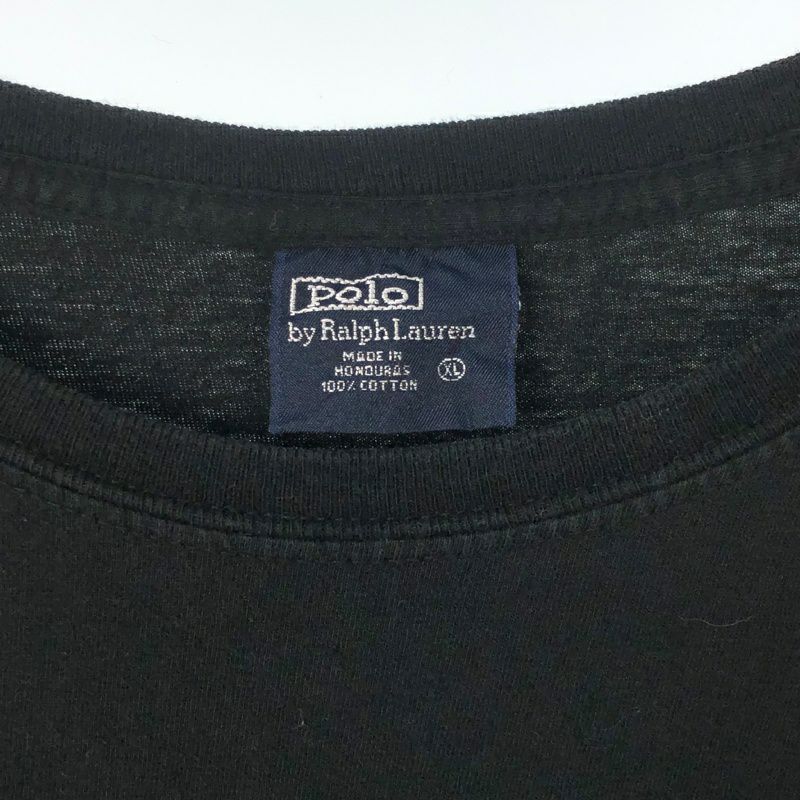 Polo
by Ralph Lauren
MADE IN
HONDURAS
100% COTTON
XL